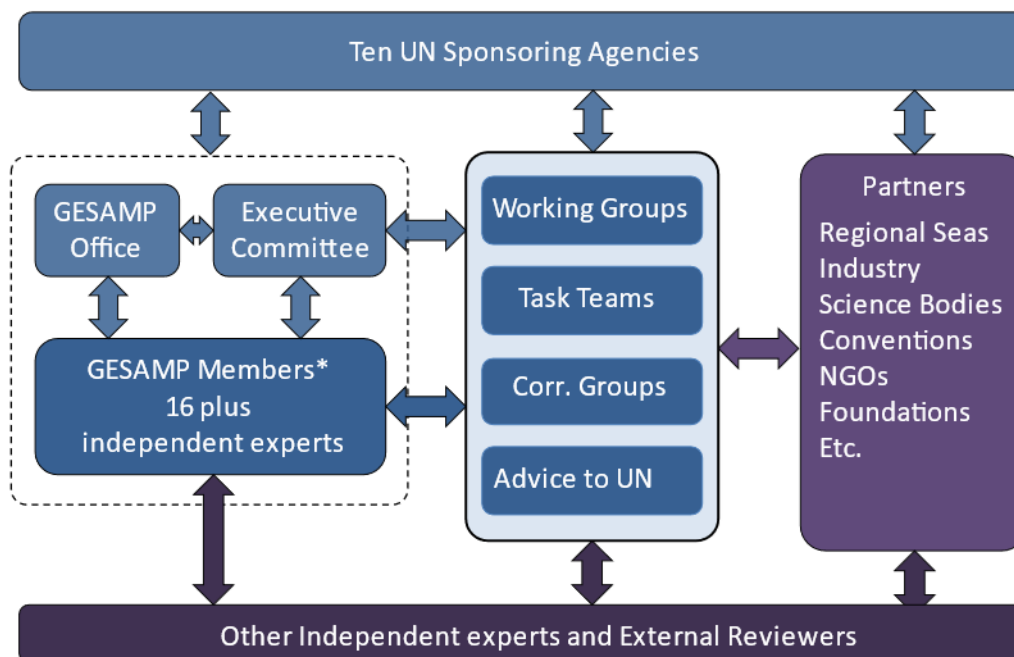 Ten UN Sponsoring Agencies
GESAMP
Office
Executive
Committee
GESAMP Members*
16 plus
independent experts
Working Groups
Task Teams
Corr. Groups
Advice to UN
Partners
Regional Seas
Industry
Science Bodies
Conventions
NGOs
Foundations
Etc.
Other Independent experts and External Reviewers